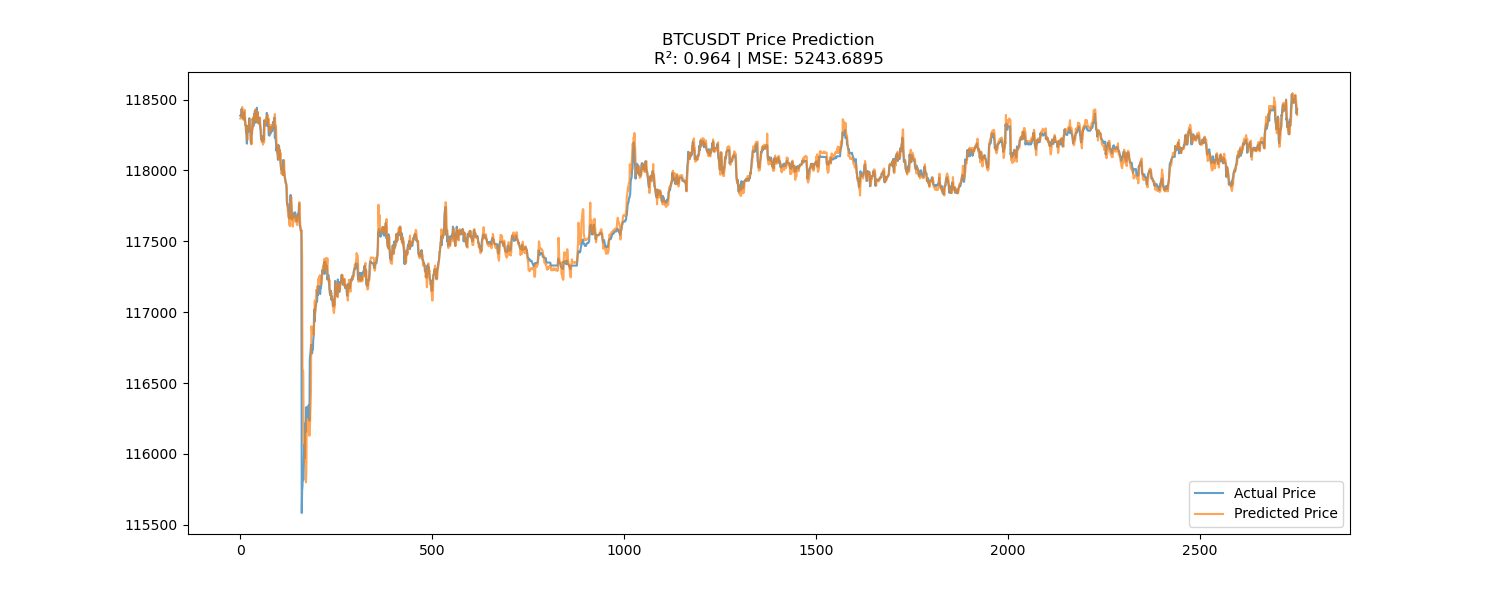 BTCUSDT Price Prediction
R²: 0.964 | MSE: 5243.6895
118500
118000
117500
117000
116500
116000
115500
0 500 1000 1500 2000 2500
Actual Price
Predicted Price